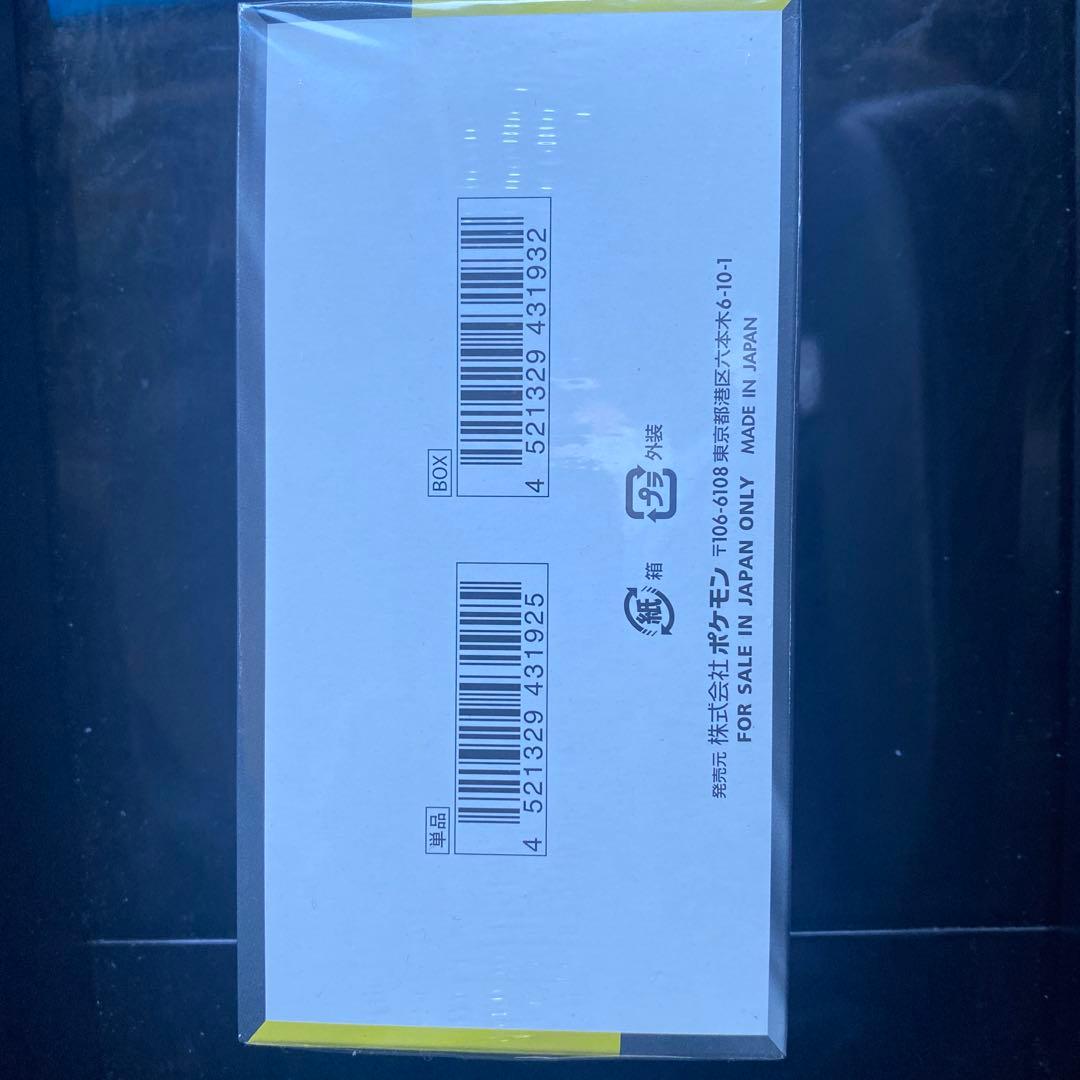 単品
4 521329 431925
BOX
4 521329 431932
紙 箱
プラ 外装
発売元 株式会社 ポケモン 〒106-6108 東京都港区六本木6-10-1
FOR SALE IN JAPAN ONLY MADE IN JAPAN